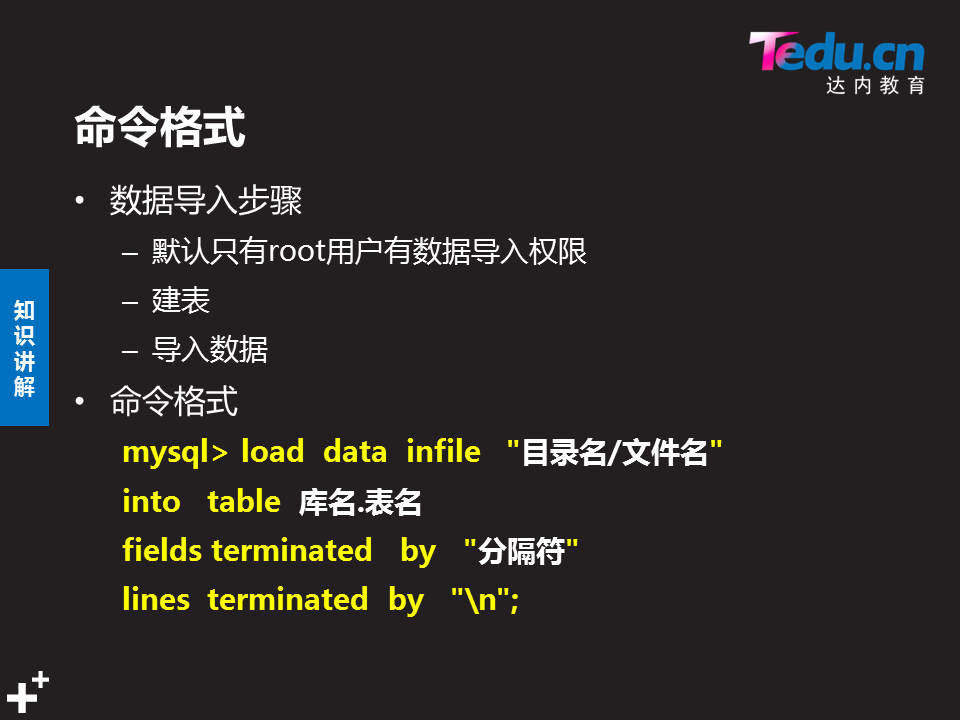 Tedu.cn
达内教育
命令格式
• 数据导入步骤
– 默认只有root用户有数据导入权限
– 建表
– 导入数据
知识讲解
• 命令格式
mysql> load data infile "目录名/文件名"
into table 库名.表名
fields terminated by "分隔符"
lines terminated by "\n";